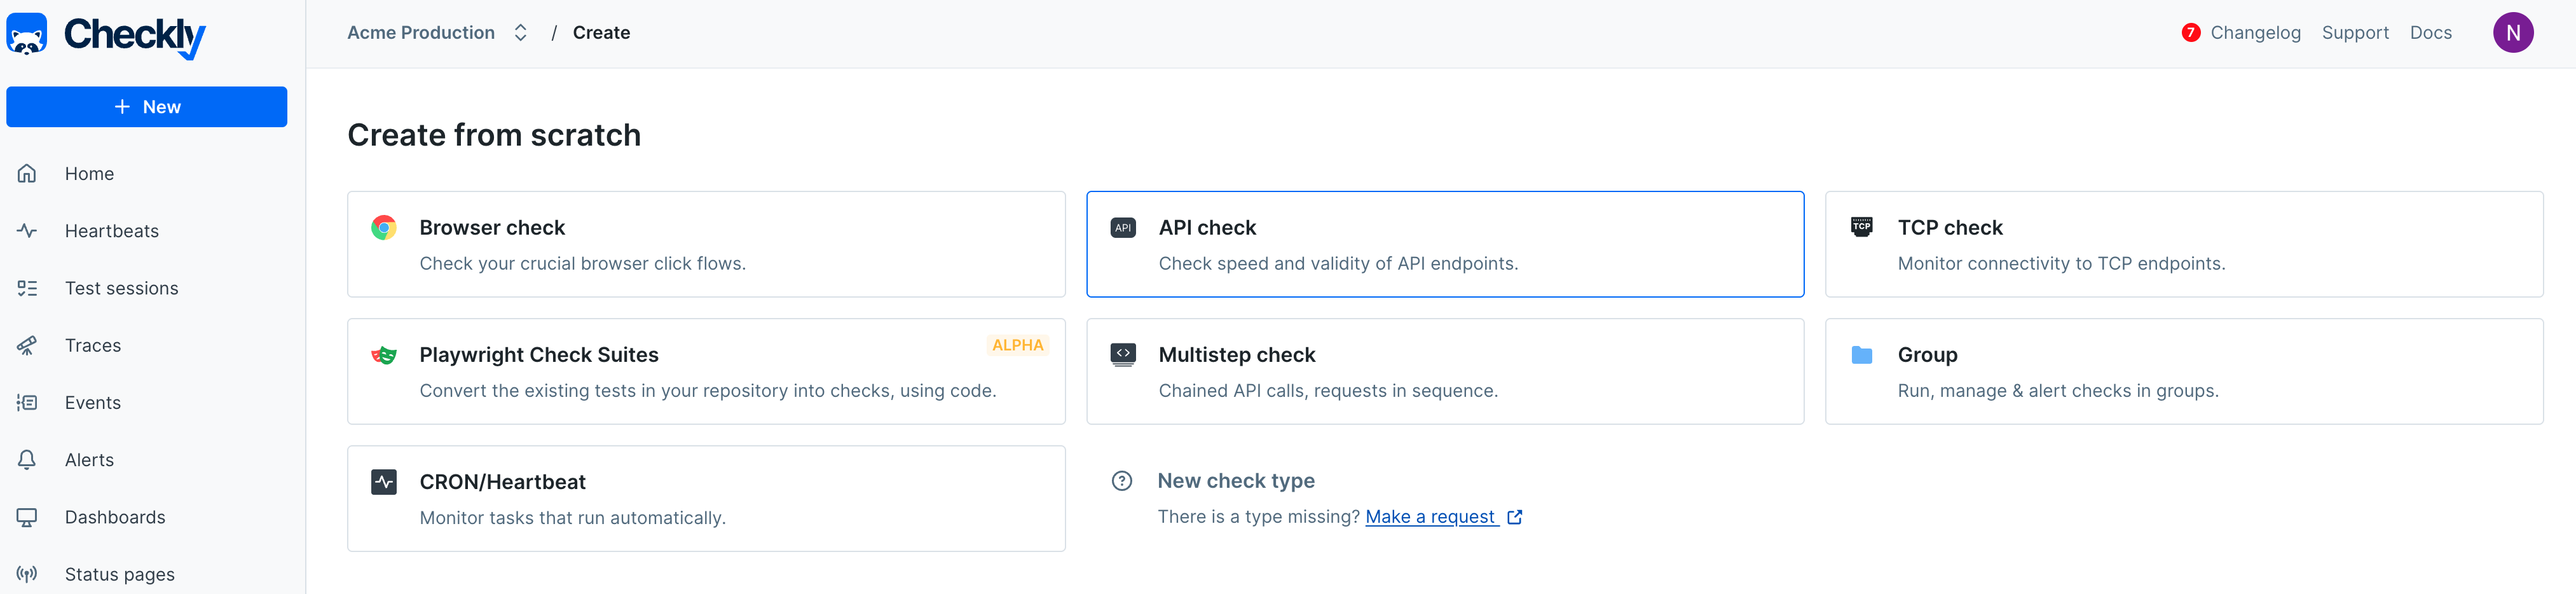 Checkly
Acme Production / Create
7 Changelog Support Docs N
+ New
Home
Heartbeats
Test sessions
Traces
Events
Alerts
Dashboards
Status pages
Create from scratch
Browser check
Check your crucial browser click flows.
API
API check
Check speed and validity of API endpoints.
TCP
TCP check
Monitor connectivity to TCP endpoints.
Playwright Check Suites
ALPHA
Convert the existing tests in your repository into checks, using code.
Multistep check
Chained API calls, requests in sequence.
Group
Run, manage & alert checks in groups.
CRON/Heartbeat
Monitor tasks that run automatically.
New check type
There is a type missing? Make a request